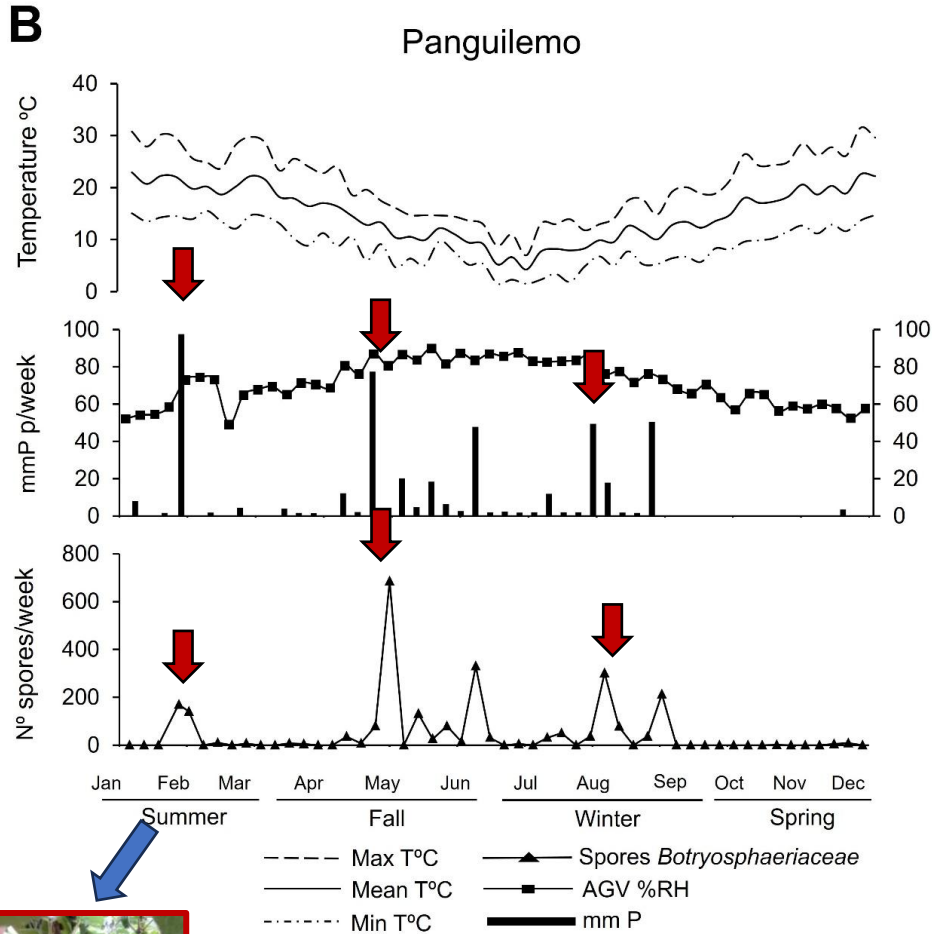 B
Panguilemo
Temperature ºC
40
30
20
10
0
mmP p/week
100
80
60
40
20
0
100
80
60
40
20
0
Nº spores/week
800
600
400
200
0
Jan Feb Mar Apr May Jun Jul Aug Sep Oct Nov Dec
Summer Fall Winter Spring
Max TºC
Mean TºC
Min TºC
Spores Botryosphaeriaceae
AGV %RH
mm P